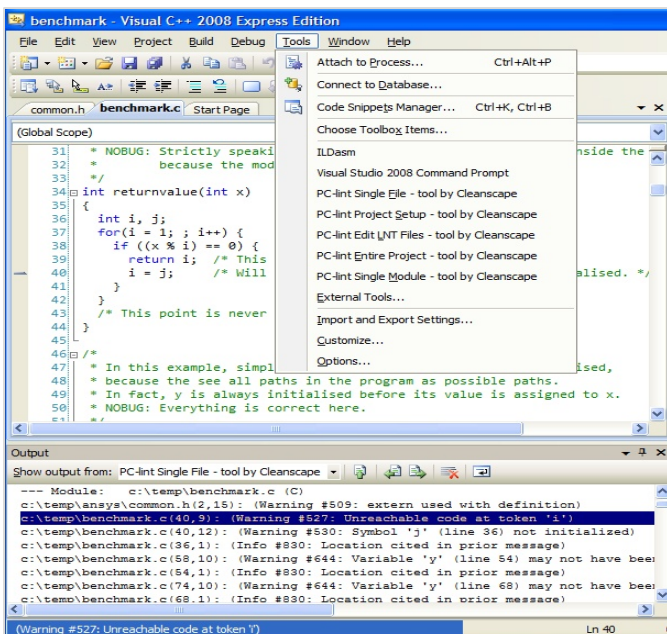 benchmark - Visual C++ 2008 Express Edition
File Edit View Project Build Debug Tools Window Help
Attach to Process... Ctrl+Alt+P
Connect to Database...
Code Snippets Manager... Ctrl+K, Ctrl+B
Choose Toolbox Items...
ILDasm
Visual Studio 2008 Command Prompt
PC-lint Single File - tool by Cleanscape
PC-lint Project Setup - tool by Cleanscape
PC-lint Edit LNT Files - tool by Cleanscape
PC-lint Entire Project - tool by Cleanscape
PC-lint Single Module - tool by Cleanscape
External Tools...
Import and Export Settings...
Customize...
Options...
common.h benchmark.c Start Page
(Global Scope)
31 * NOBUG: Strictly speaki nside the
32 * because the mod
33 */
34 int returnvalue(int x)
35 {
36 int i, j;
37 for(i = 1; ; i++) {
38 if ((x % i) == 0) {
39 return i; /* This
40 i = j; /* Will alised. */
41 }
42 }
43 /* This point is never
44 }
45
46 /*
47 * In this example, simpl ised,
48 * because the see all paths in the program as possible paths.
49 * In fact, y is always initialised before its value is assigned to x.
50 * NOBUG: Everything is correct here.
51 */
Output
Show output from: PC-lint Single File - tool by Cleanscape
--- Module: c:\temp\benchmark.c (C)
c:\temp\ansys\common.h(2,15): (Warning #509: extern used with definition)
c:\temp\benchmark.c(40,9): (Warning #527: Unreachable code at token 'i')
c:\temp\benchmark.c(40,12): (Warning #530: Symbol 'j' (line 36) not initialized)
c:\temp\benchmark.c(36,1): (Info #830: Location cited in prior message)
c:\temp\benchmark.c(58,10): (Warning #644: Variable 'y' (line 54) may not have bee
c:\temp\benchmark.c(54,1): (Info #830: Location cited in prior message)
c:\temp\benchmark.c(74,10): (Warning #644: Variable 'y' (line 68) may not have bee
c:\temp\benchmark.c(68,1): (Info #830: Location cited in prior message)
(Warning #527: Unreachable code at token 'i') Ln 40